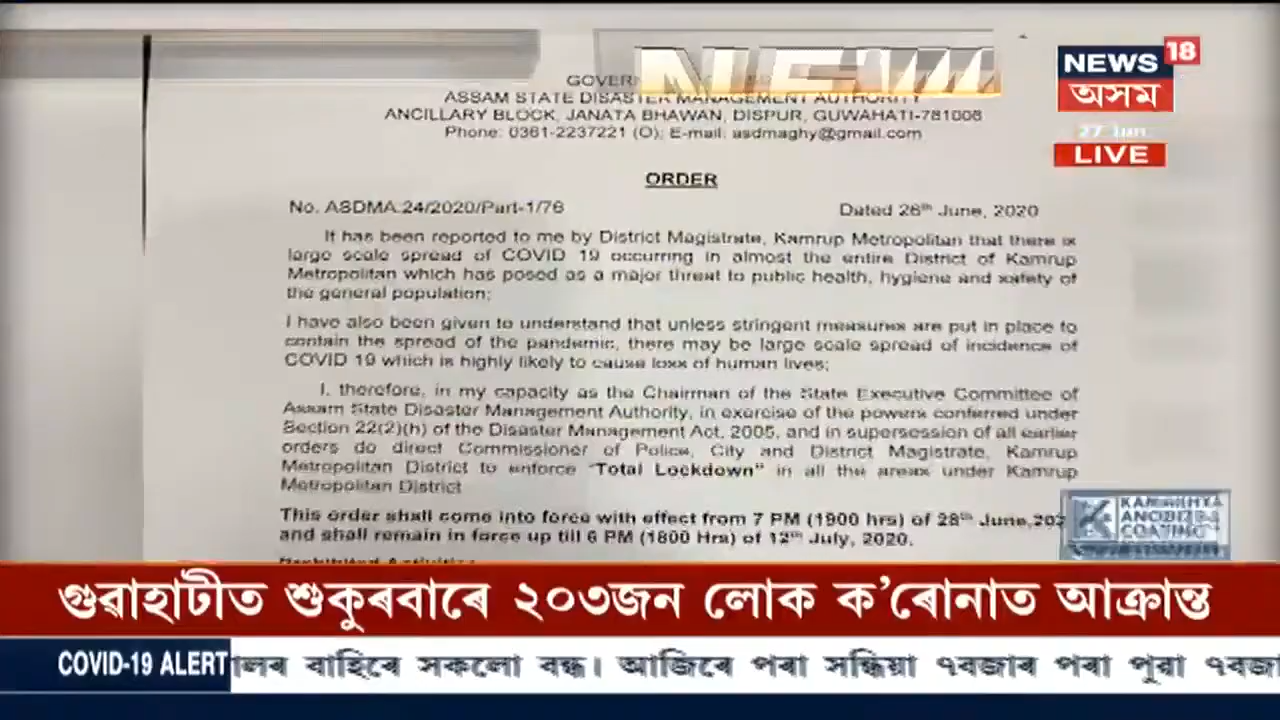 NEW
NEWS 18
অসম
27 Jun
LIVE
ASSAM STATE DISASTER MANAGEMENT AUTHORITY
ANCILLARY BLOCK, JANATA BHAWAN, DISPUR, GUWAHATI-781006
Phone: 0361-2237221 (O), E-mail: asdmaghy@gmail.com
ORDER
No. ASDMA.24/2020/Part-1/76
Dated 26th June, 2020
It has been reported to me by District Magistrate, Kamrup Metropolitan that there is
large scale spread of COVID 19 occurring in almost the entire District of Kamrup
Metropolitan which has posed as a major threat to public health, hygiene and safety of
the general population;
I have also been given to understand that unless stringent measures are put in place to
contain the spread of the pandemic, there may be large scale spread of incidence of
COVID 19 which is highly likely to cause loss of human lives;
I, therefore, in my capacity as the Chairman of the State Executive Committee of
Assam State Disaster Management Authority, in exercise of the powers conferred under
Section 22(2)(h) of the Disaster Management Act, 2005, and in supersession of all earlier
orders do direct Commissioner of Police, City and District Magistrate, Kamrup
Metropolitan District to enforce "Total Lockdown" in all the areas under Kamrup
Metropolitan District
This order shall come into force with effect from 7 PM (1900 hrs) of 28th June,202
and shall remain in force up till 6 PM (1800 Hrs) of 12th July, 2020.
KAMAKHYA
ANODIZING
COATING
গুৱাহাটীত শুকুৰবাৰে ২০৩জন লোক ক'ৰোনাত আক্ৰান্ত
COVID-19 ALERT
ালৰ বাহিৰে সকলো বন্ধ। আজিৰে পৰা সন্ধিয়া ৭বজাৰ পৰা পুৱা ৭বজা